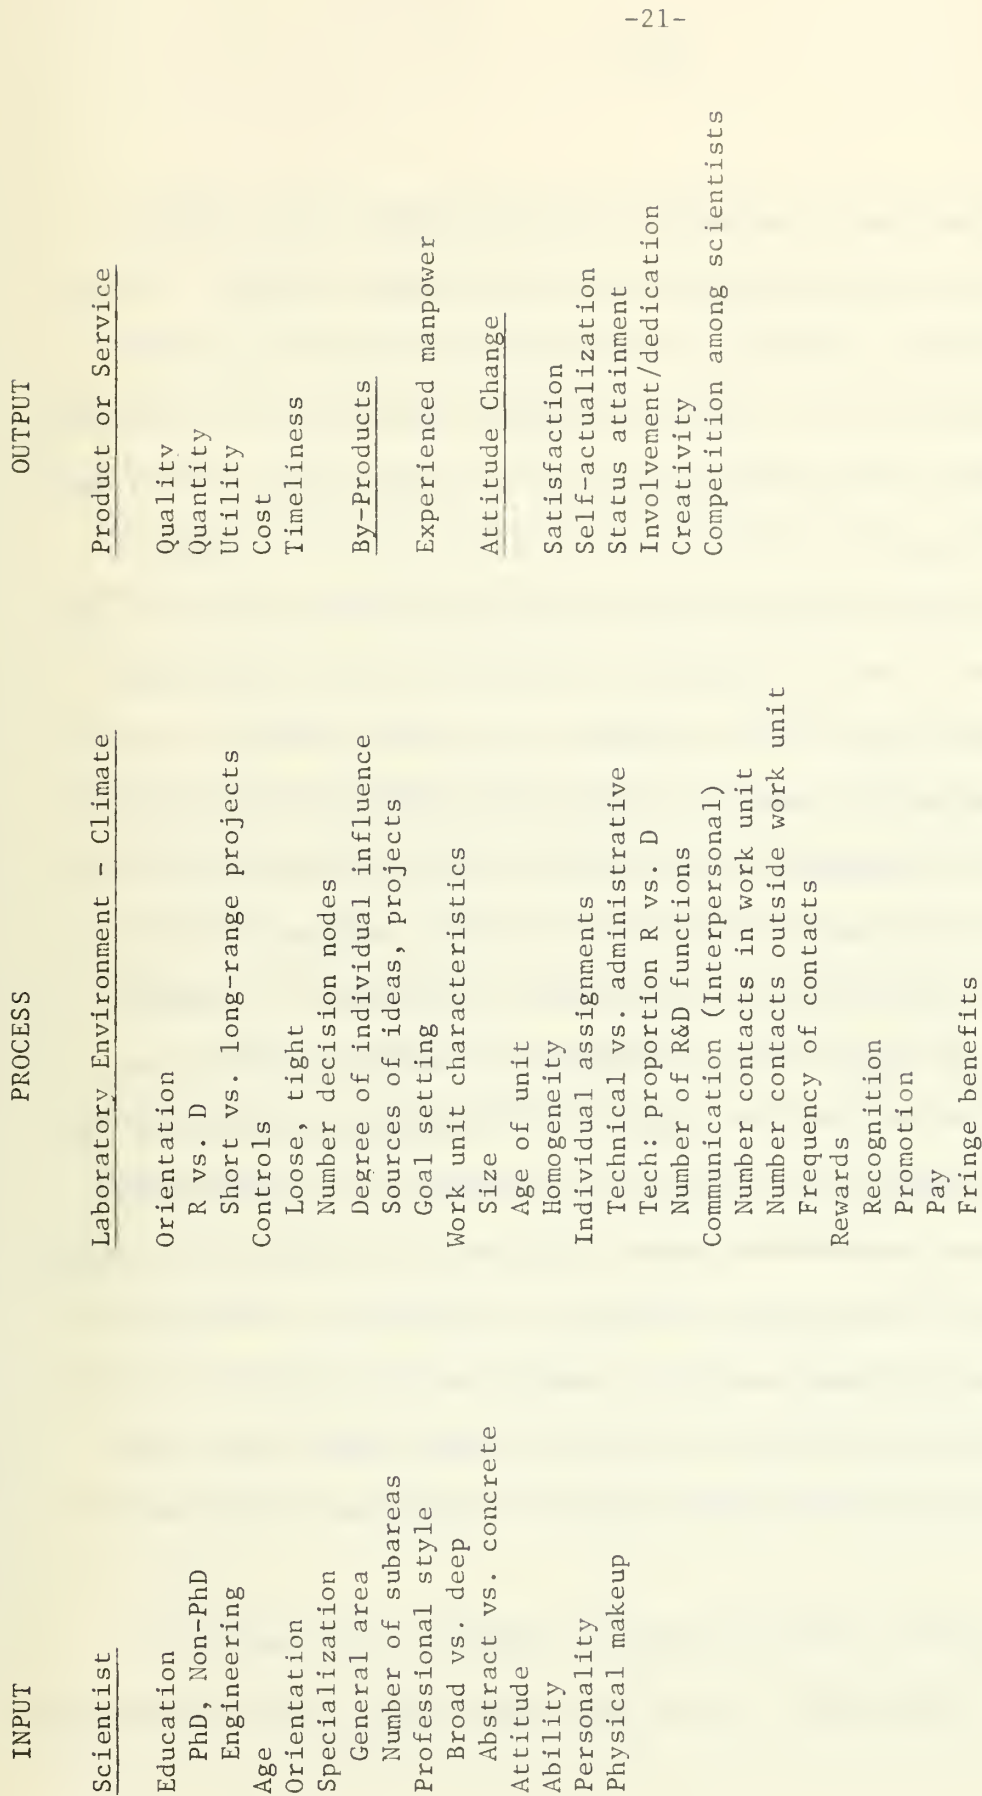 -21-
INPUT
Scientist
Education
PhD, Non-PhD
Engineering
Age
Orientation
Specialization
General area
Number of subareas
Professional style
Broad vs. deep
Abstract vs. concrete
Attitude
Ability
Personality
Physical makeup
PROCESS
Laboratory Environment - Climate
Orientation
R vs. D
Short vs. long-range projects
Controls
Loose, tight
Number decision nodes
Degree of individual influence
Sources of ideas, projects
Goal setting
Work unit characteristics
Size
Age of unit
Homogeneity
Individual assignments
Technical vs. administrative
Tech: proportion R vs. D
Number of R&D functions
Communication (Interpersonal)
Number contacts in work unit
Number contacts outside work unit
Frequency of contacts
Rewards
Recognition
Promotion
Pay
Fringe benefits
OUTPUT
Product or Service
Quality
Quantity
Utility
Cost
Timeliness
By-Products
Experienced manpower
Attitude Change
Satisfaction
Self-actualization
Status attainment
Involvement/dedication
Creativity
Competition among scientists